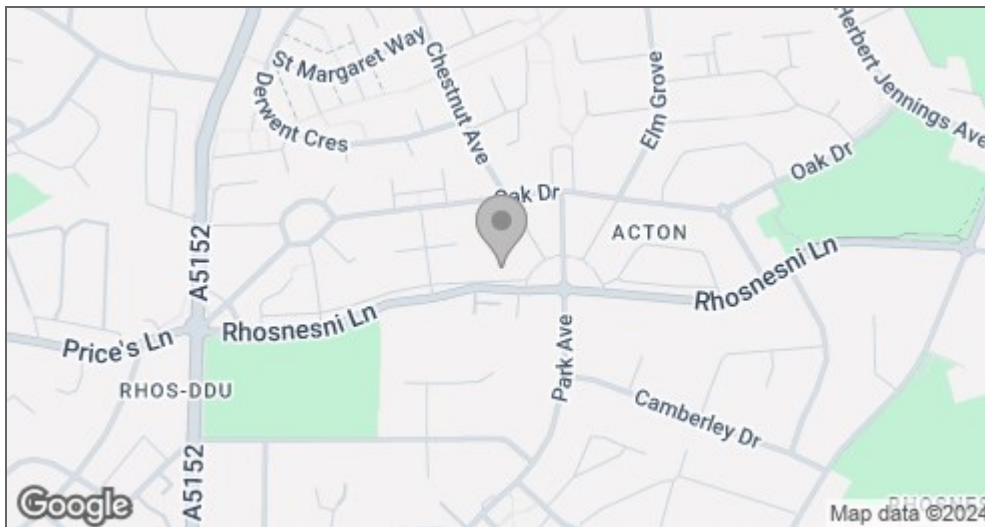 St Margaret Way
Chestnut Ave
Derwent Cres
Elm Grove
Herbert Jennings Ave
Oak Dr
Oak Dr
ACTON
A5152
Rhosnesni Ln
Rhosnesni Ln
Price's Ln
RHOS-DDU
Park Ave
Camberley Dr
A5152
Google
Map data ©2024